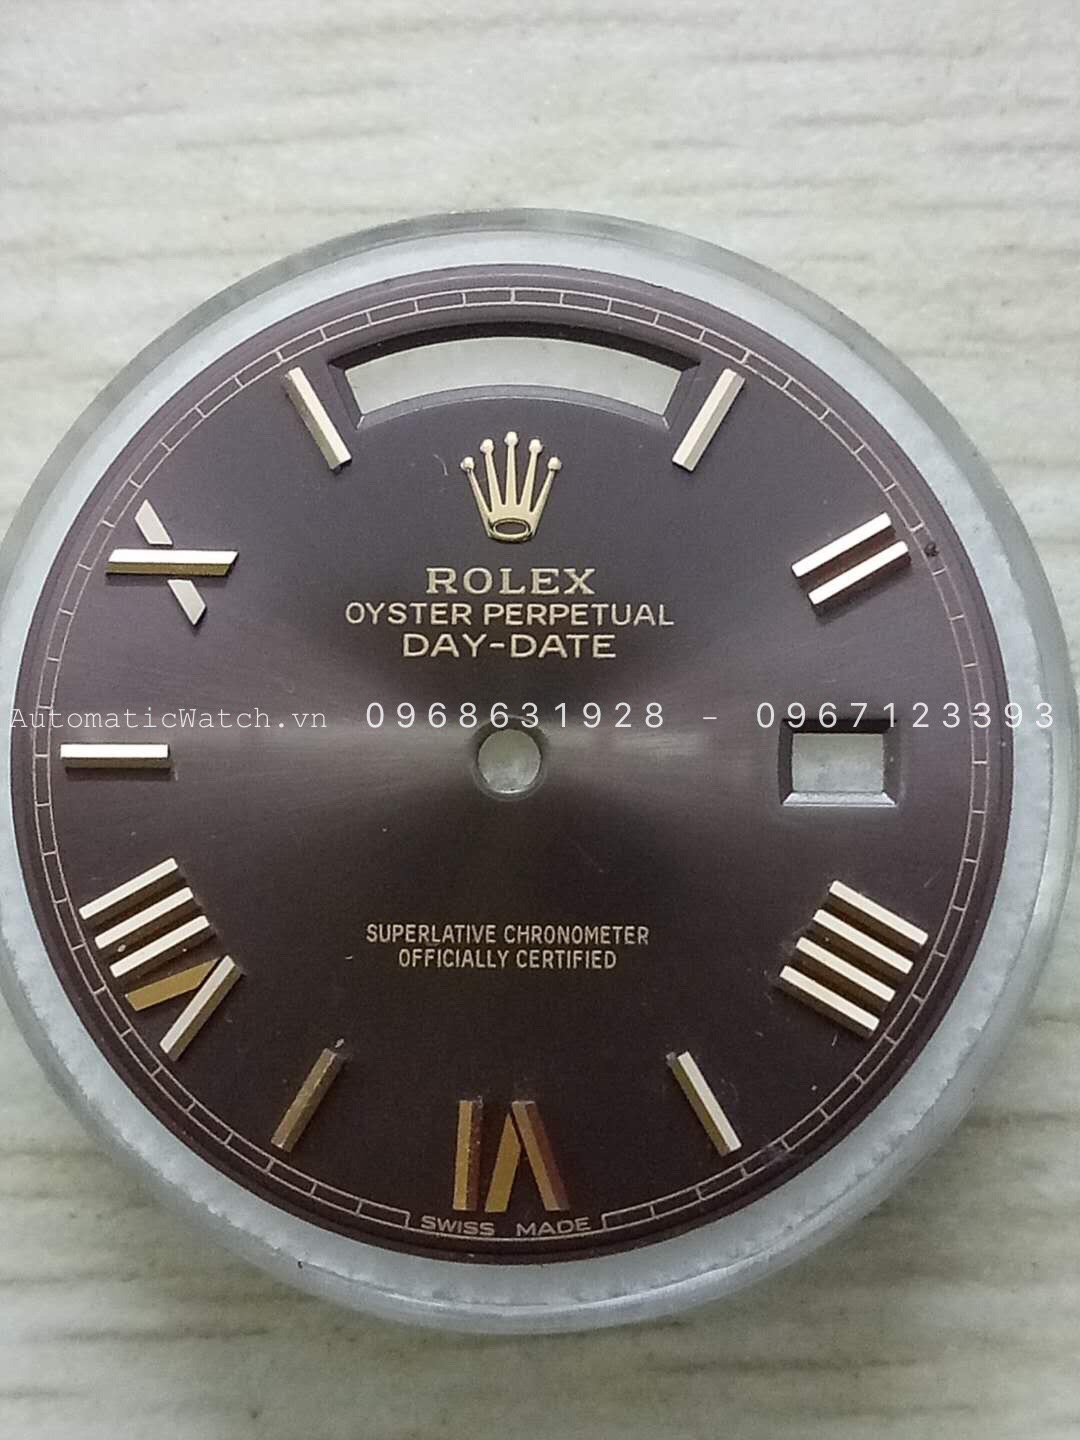 ROLEX
OYSTER PERPETUAL
DAY-DATE
AutomaticWatch.vn 0968631928 - 0967123393
SUPERLATIVE CHRONOMETER
OFFICIALLY CERTIFIED
SWISS MADE